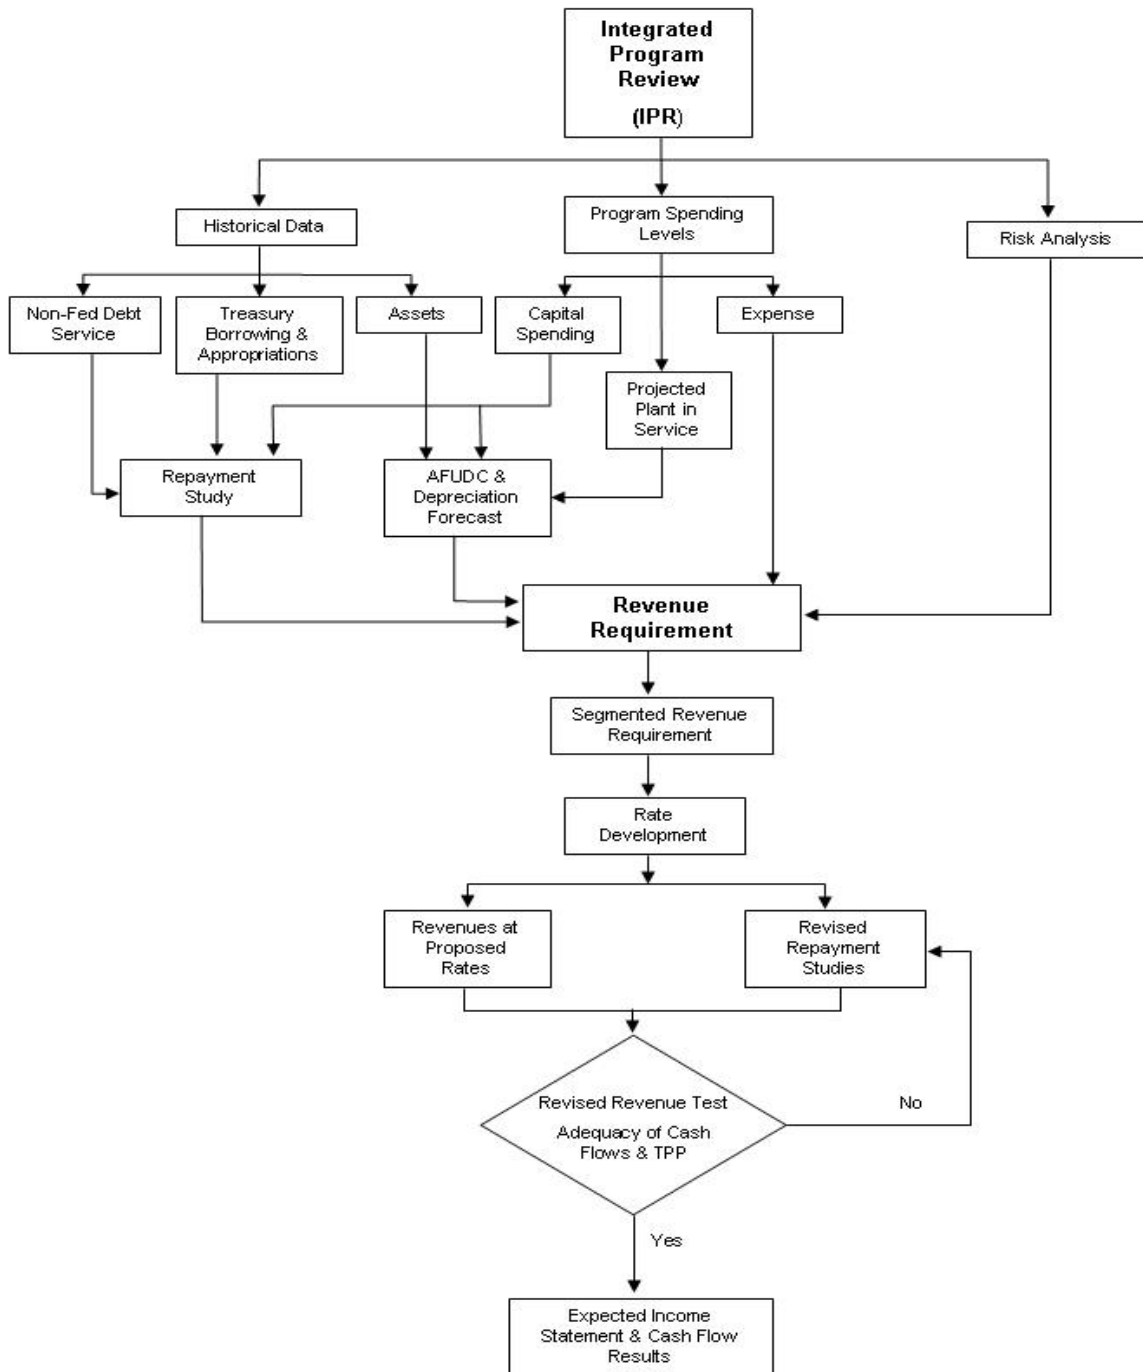 Integrated
Program
Review
(IPR)
Historical Data
Program Spending
Levels
Risk Analysis
Non-Fed Debt
Service
Treasury
Borrowing &
Appropriations
Assets
Capital
Spending
Expense
Projected
Plant in
Service
Repayment
Study
AFUDC &
Depreciation
Forecast
Revenue
Requirement
Segmented Revenue
Requirement
Rate
Development
Revenues at
Proposed
Rates
Revised
Repayment
Studies
Revised Revenue Test
Adequacy of Cash
Flows & TPP
No
Yes
Expected Income
Statement & Cash Flow
Results